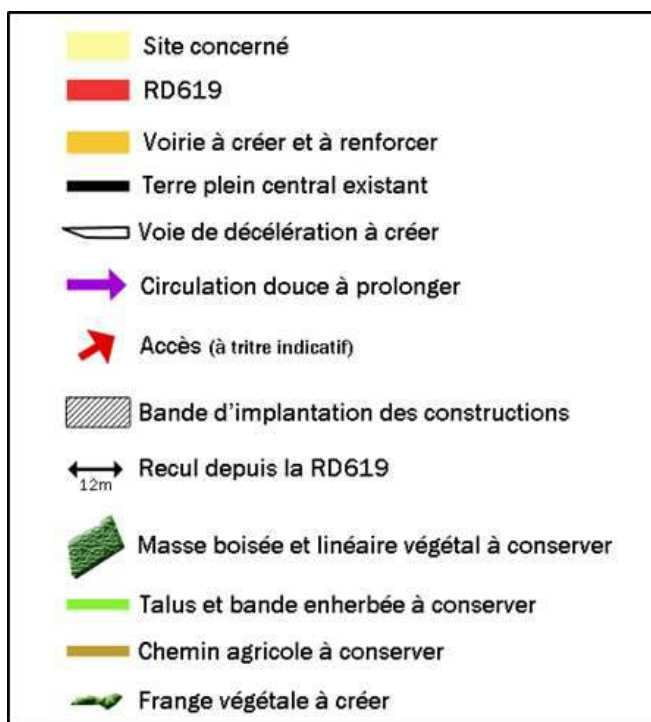 Site concerné
RD619
Voirie à créer et à renforcer
Terre plein central existant
Voie de décélération à créer
Circulation douce à prolonger
Accès (à tritre indicatif)
Bande d'implantation des constructions
Recul depuis la RD619
12m
Masse boisée et linéaire végétal à conserver
Talus et bande enherbée à conserver
Chemin agricole à conserver
Frange végétale à créer